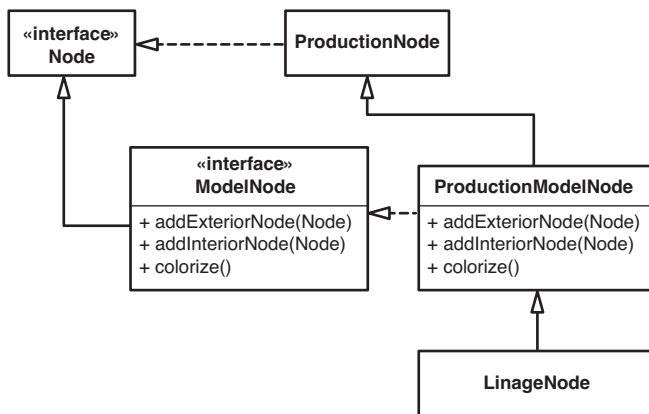 «interface»
Node
ProductionNode
«interface»
ModelNode
+ addExteriorNode(Node)
+ addInteriorNode(Node)
+ colorize()
ProductionModelNode
+ addExteriorNode(Node)
+ addInteriorNode(Node)
+ colorize()
LinageNode